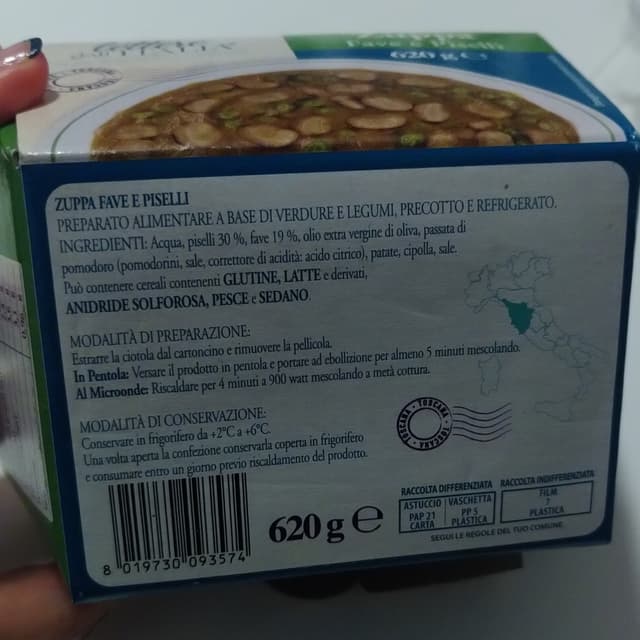 Zuppa
Fave e Piselli
620 g e
ZUPPA FAVE E PISELLI
PREPARATO ALIMENTARE A BASE DI VERDURE E LEGUMI, PRECOTTO E REFRIGERATO.
INGREDIENTI: Acqua, piselli 30 %, fave 19 %, olio extra vergine di oliva, passata di
pomodoro (pomodorini, sale, correttore di acidità: acido citrico), patate, cipolla, sale.
Può contenere cereali contenenti GLUTINE, LATTE e derivati,
ANIDRIDE SOLFOROSA, PESCE e SEDANO.
MODALITÀ DI PREPARAZIONE:
Estrarre la ciotola dal cartoncino e rimuovere la pellicola.
In Pentola: Versare il prodotto in pentola e portare ad ebollizione per almeno 5 minuti mescolando.
Al Microonde: Riscaldare per 4 minuti a 900 watt mescolando a metà cottura.
MODALITÀ DI CONSERVAZIONE:
Conservare in frigorifero da +2°C a +6°C.
Una volta aperta la confezione conservarla coperta in frigorifero
e consumare entro un giorno previo riscaldamento del prodotto.
TOSCANA · TOSCANA · TOSCANA
8 019730 093574
620 g e
RACCOLTA DIFFERENZIATA
ASTUCCIO
PAP 21
CARTA
VASCHETTA
PP 5
PLASTICA
RACCOLTA INDIFFERENZIATA
FILM
7
PLASTICA
SEGUI LE REGOLE DEL TUO COMUNE